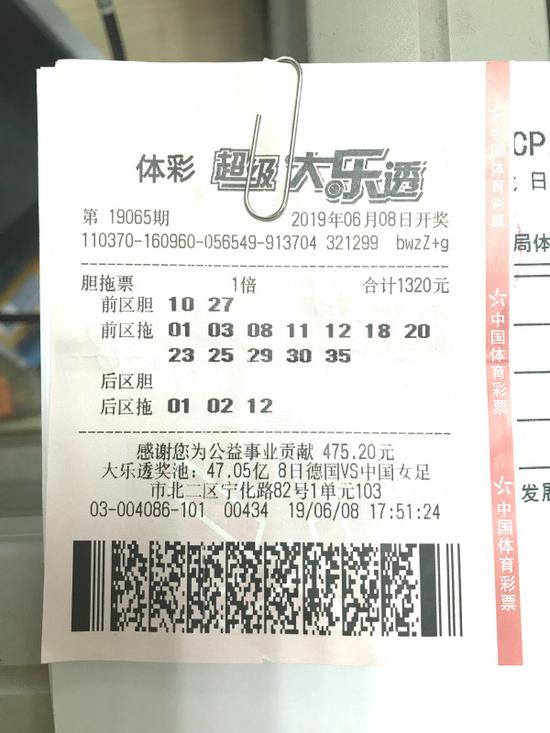 体彩 超级大乐透
第 19065期 2019年06月08日开奖
110370-160960-056549-913704 321299 bwzZ+g
胆拖票 1倍 合计1320元
前区胆 10 27
前区拖 01 03 08 11 12 18 20
23 25 29 30 35
后区胆
后区拖 01 02 12
感谢您为公益事业贡献 475.20元
大乐透奖池: 47.05亿 8日德国VS中国女足
市北二区宁化路82号1单元103
03-004086-101 00434 19/06/08 17:51:24
中国体育彩票
中国体育彩票
中国体育彩票
CP
日
局体
发展